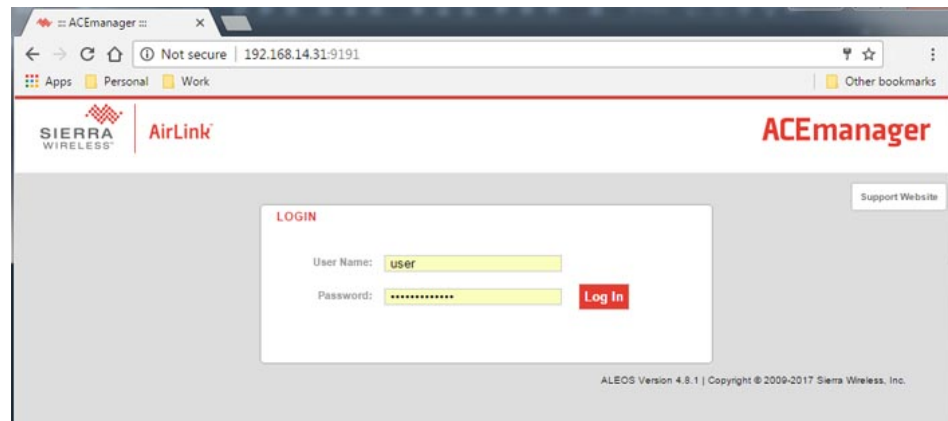 ::: ACEmanager :::
Not secure | 192.168.14.31:9191
Apps Personal Work Other bookmarks
SIERRA
WIRELESS
AirLink
ACEmanager
Support Website
LOGIN
User Name: user
Password: •••••••••••••
Log In
ALEOS Version 4.8.1 | Copyright © 2009-2017 Sierra Wireless, Inc.